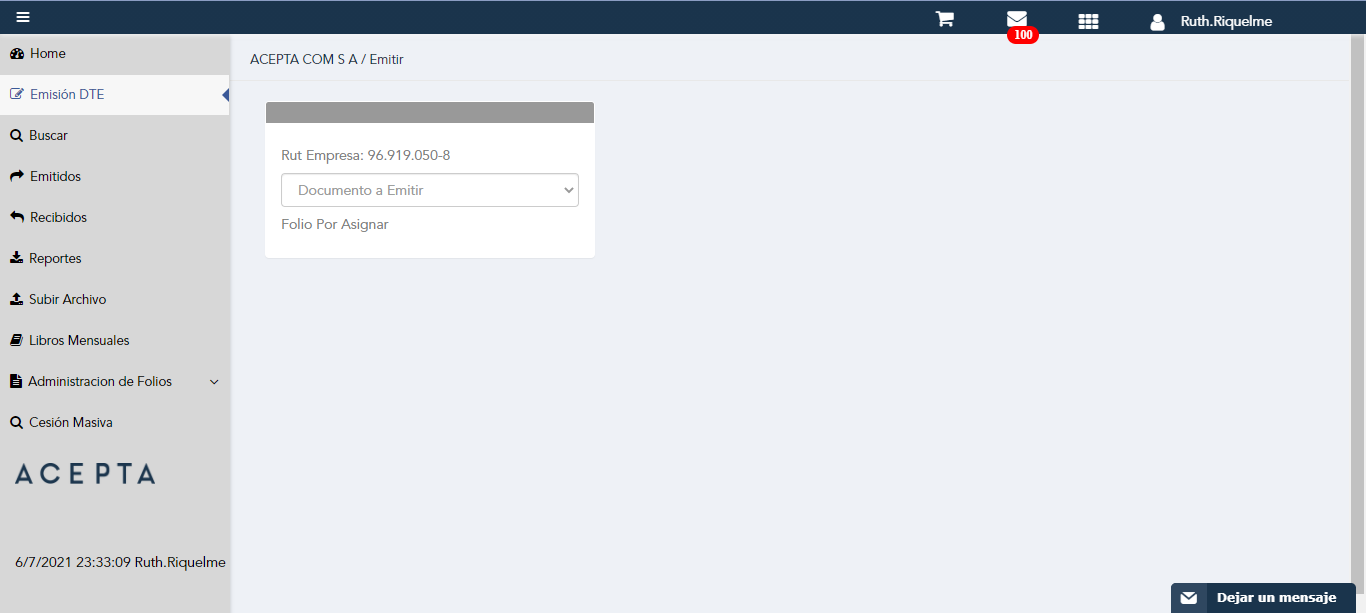 Ruth.Riquelme
100
Home
ACEPTA COM S A / Emitir
Emisión DTE
Buscar
Emitidos
Recibidos
Reportes
Subir Archivo
Libros Mensuales
Administracion de Folios
Cesión Masiva
ACEPTA
6/7/2021 23:33:09 Ruth.Riquelme
Rut Empresa: 96.919.050-8
Documento a Emitir
Folio Por Asignar
Dejar un mensaje